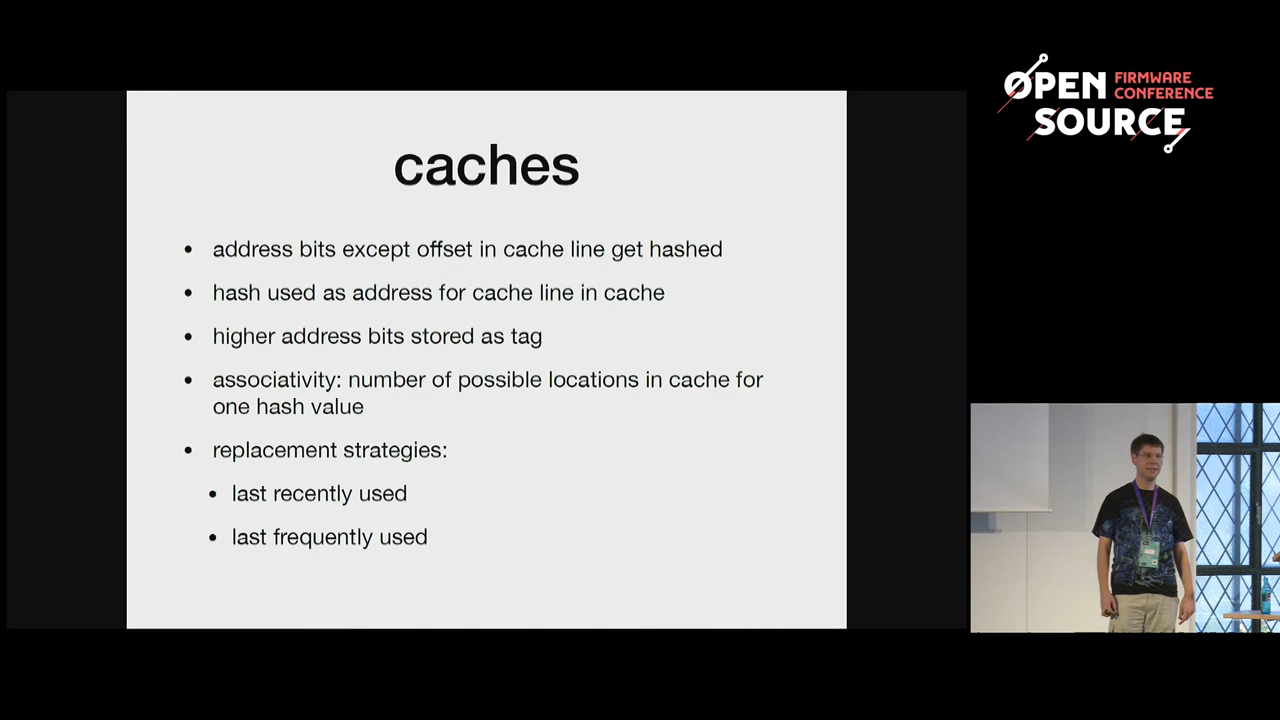 OPEN FIRMWARE CONFERENCE
SOURCE
caches
• address bits except offset in cache line get hashed
• hash used as address for cache line in cache
• higher address bits stored as tag
• associativity: number of possible locations in cache for
one hash value
• replacement strategies:
• last recently used
• last frequently used